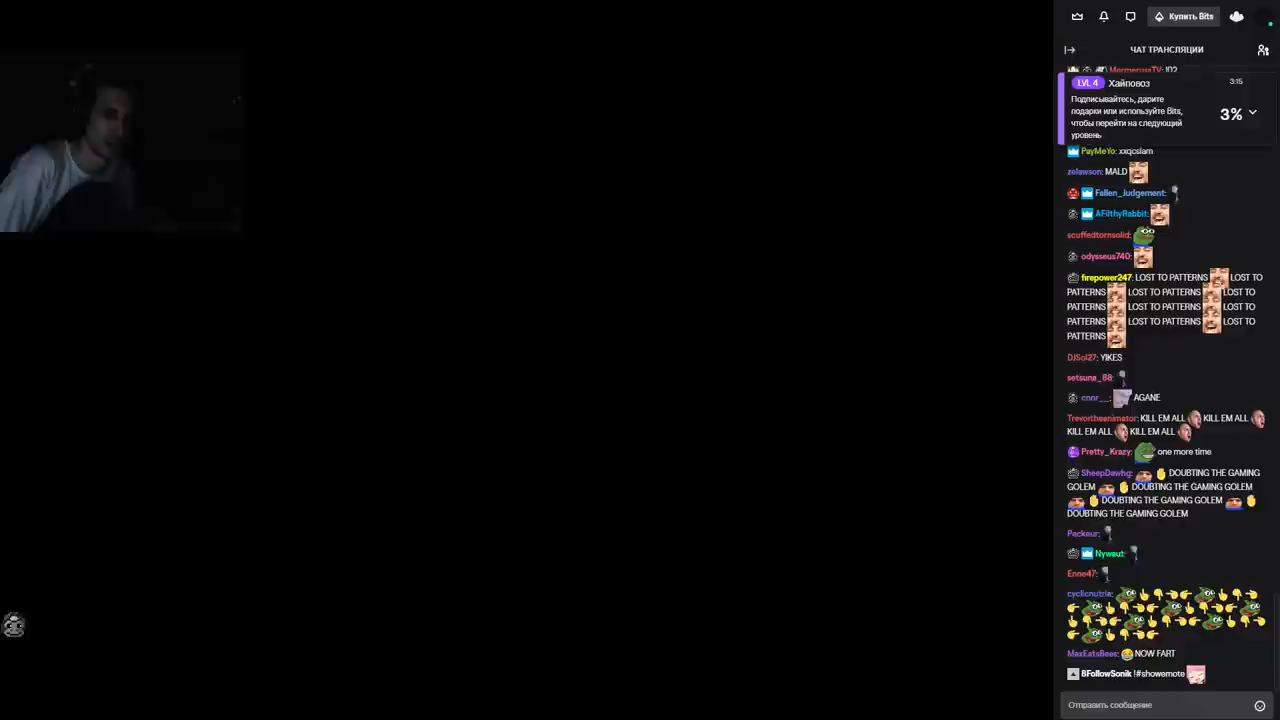 Купить Bits
ЧАТ ТРАНСЛЯЦИИ
MermerussTV: !02
LVL 4 Хайповоз
3:15
Подписывайтесь, дарите
подарки или используйте Bits,
чтобы перейти на следующий
уровень
3%
PayMeYo: xxqcslam
zelawson: MALD
Fallen_Judgement:
AFilthyRabbit:
scuffedtornsolid:
odysseus740:
firepower247: LOST TO PATTERNS LOST TO
PATTERNS LOST TO PATTERNS LOST TO
PATTERNS LOST TO PATTERNS LOST TO
PATTERNS LOST TO PATTERNS LOST TO
PATTERNS
DJSol27: YIKES
setsuna_88:
cnnr__: AGANE
Trevortheanimator: KILL EM ALL KILL EM ALL
KILL EM ALL KILL EM ALL
Pretty_Krazy: one more time
SheepDawhg: DOUBTING THE GAMING
GOLEM DOUBTING THE GAMING GOLEM
DOUBTING THE GAMING GOLEM
DOUBTING THE GAMING GOLEM
Peckeur:
Nywaut:
Enne47:
cyclicnutria:
MaxEatsBees: NOW FART
8FollowSonik !#showemote
Отправить сообщение